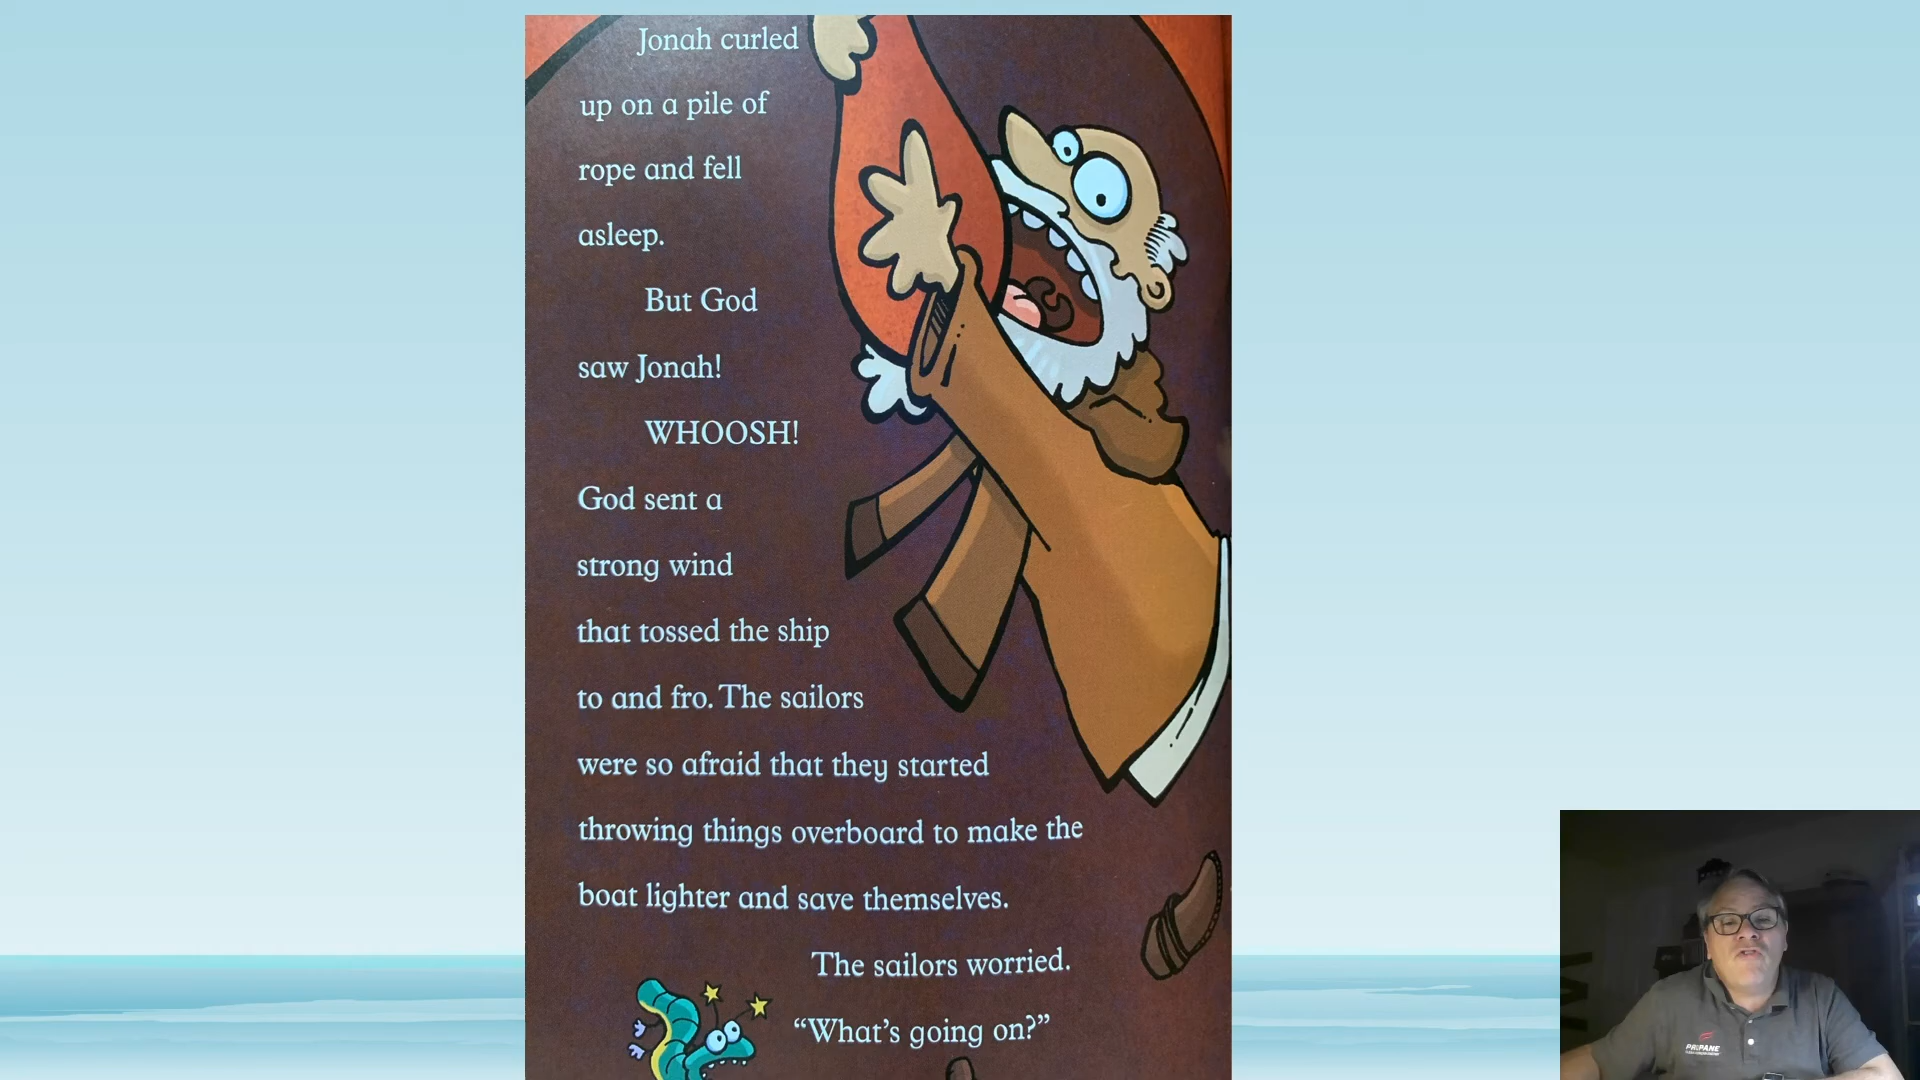 Jonah curled
up on a pile of
rope and fell
asleep.
But God
saw Jonah!
WHOOSH!
God sent a
strong wind
that tossed the ship
to and fro. The sailors
were so afraid that they started
throwing things overboard to make the
boat lighter and save themselves.
The sailors worried.
“What’s going on?”
PROPANE